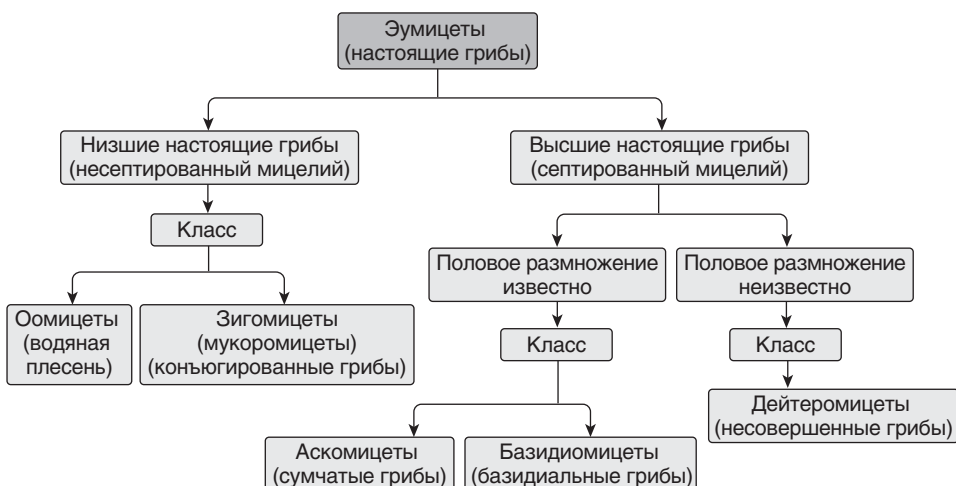 Эумицеты
(настоящие грибы)
Низшие настоящие грибы
(несептированный мицелий)
Высшие настоящие грибы
(септированный мицелий)
Класс
Половое размножение
известно
Половое размножение
неизвестно
Оомицеты
(водяная
плесень)
Зигомицеты
(мукоромицеты)
(конъюгированные грибы)
Класс
Класс
Дейтеромицеты
(несовершенные грибы)
Аскомицеты
(сумчатые грибы)
Базидиомицеты
(базидиальные грибы)